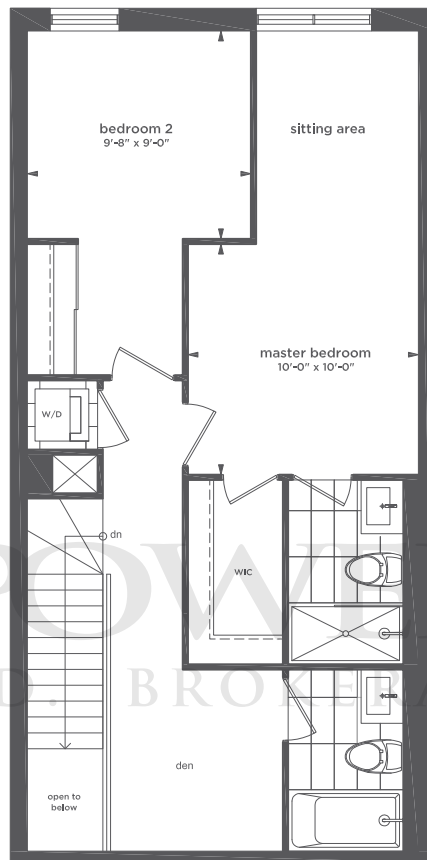 bedroom 2
9'-8" x 9'-0"
sitting area
master bedroom
10'-0" x 10'-0"
W/D
dn
WIC
den
open to
below